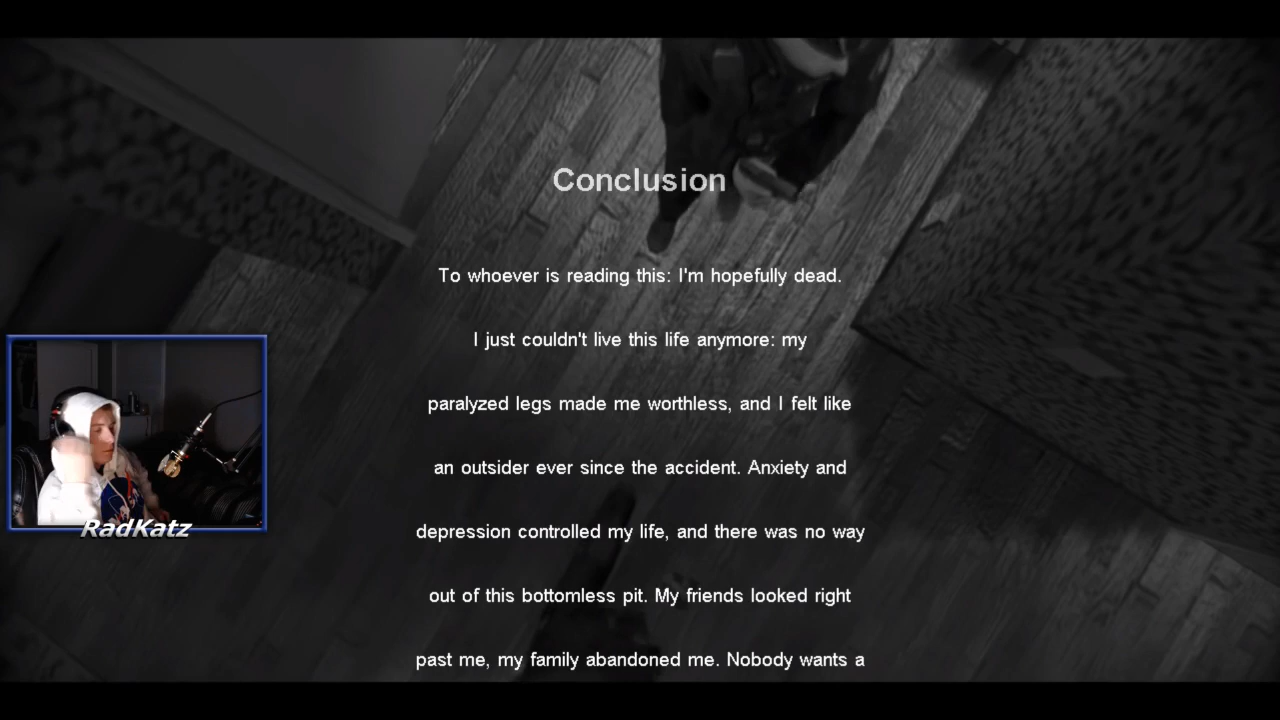 Conclusion
To whoever is reading this: I'm hopefully dead.
I just couldn't live this life anymore: my
paralyzed legs made me worthless, and I felt like
an outsider ever since the accident. Anxiety and
depression controlled my life, and there was no way
out of this bottomless pit. My friends looked right
past me, my family abandoned me. Nobody wants a
RadKatz